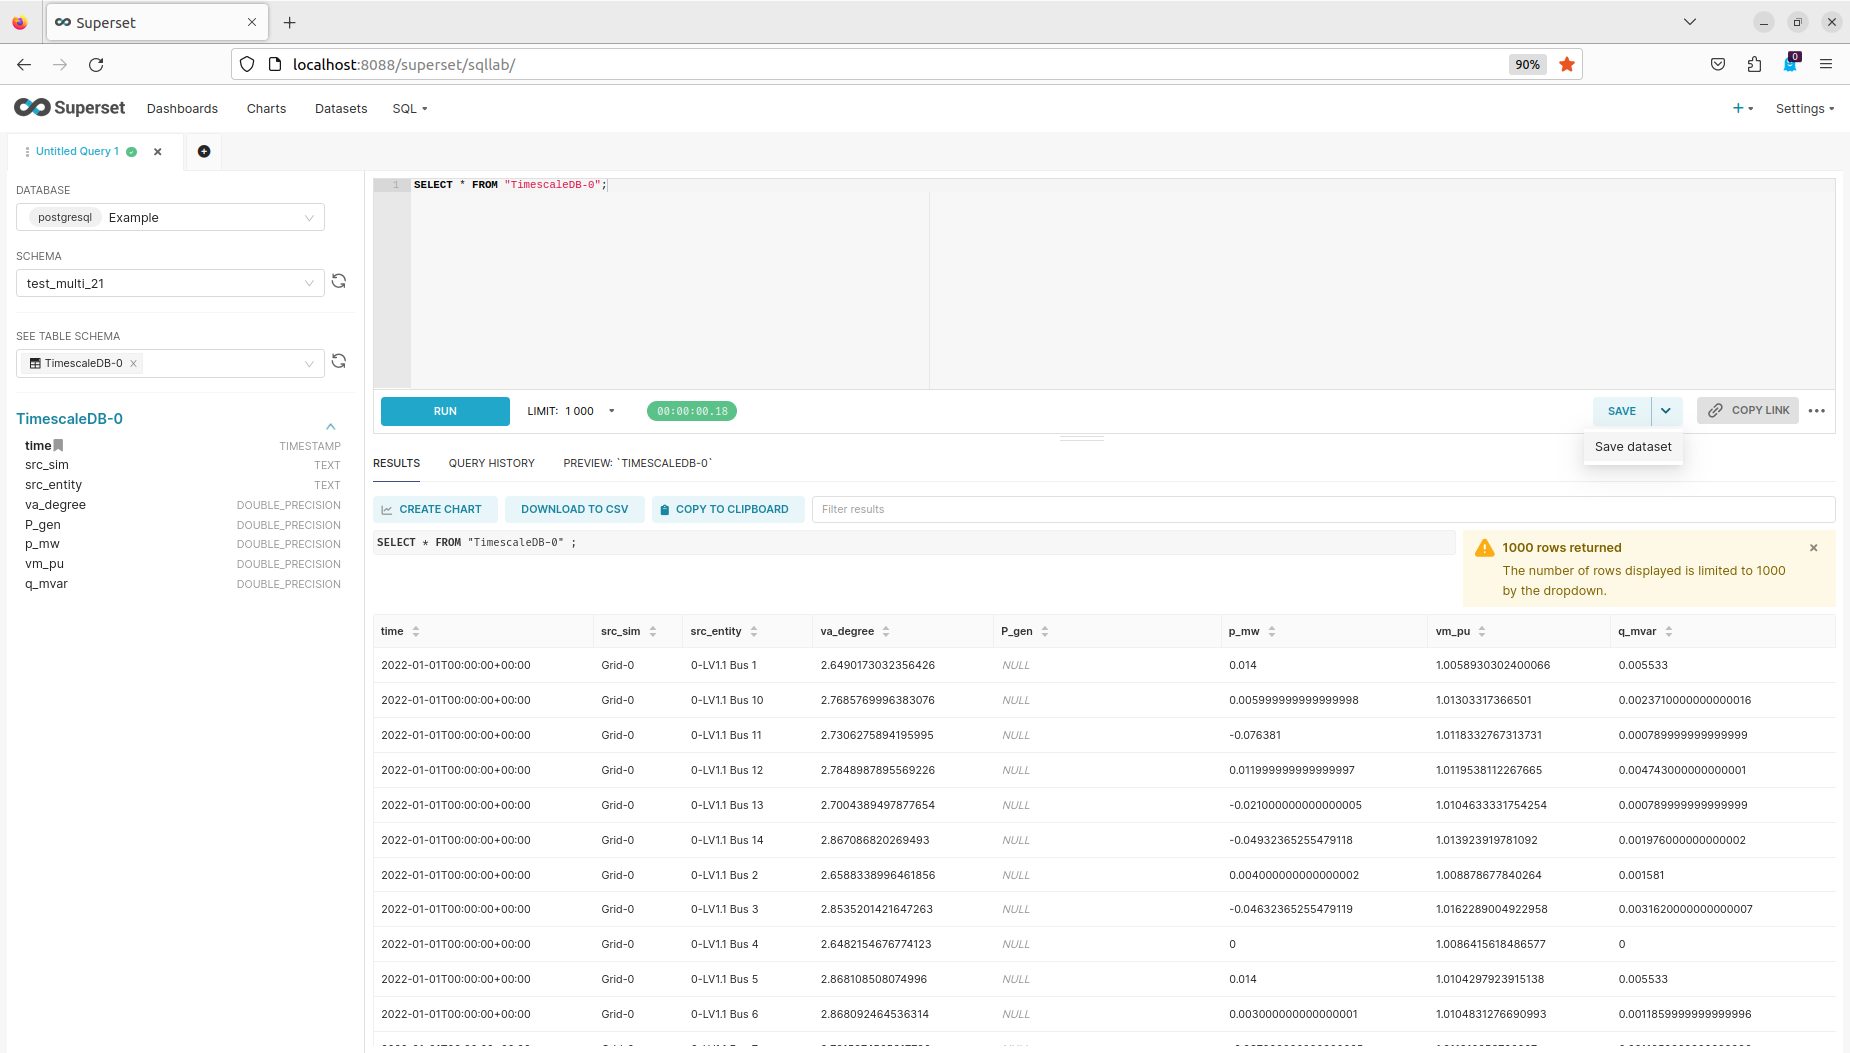 Superset
localhost:8088/superset/sqllab/
90%
0
Superset
Dashboards
Charts
Datasets
SQL
Settings
Untitled Query 1
DATABASE
postgresql Example
SCHEMA
test_multi_21
SEE TABLE SCHEMA
TimescaleDB-0
TimescaleDB-0
time TIMESTAMP
src_sim TEXT
src_entity TEXT
va_degree DOUBLE_PRECISION
P_gen DOUBLE_PRECISION
p_mw DOUBLE_PRECISION
vm_pu DOUBLE_PRECISION
q_mvar DOUBLE_PRECISION
1 SELECT * FROM "TimescaleDB-0";
RUN LIMIT: 1 000 00:00:00.18 SAVE COPY LINK
Save dataset
RESULTS QUERY HISTORY PREVIEW: `TIMESCALEDB-0`
CREATE CHART DOWNLOAD TO CSV COPY TO CLIPBOARD Filter results
SELECT * FROM "TimescaleDB-0" ;
1000 rows returned
The number of rows displayed is limited to 1000
by the dropdown.
time src_sim src_entity va_degree P_gen p_mw vm_pu q_mvar
2022-01-01T00:00:00+00:00 Grid-0 0-LV1.1 Bus 1 2.6490173032356426 NULL 0.014 1.0058930302400066 0.005533
2022-01-01T00:00:00+00:00 Grid-0 0-LV1.1 Bus 10 2.7685769996383076 NULL 0.005999999999999998 1.01303317366501 0.0023710000000000016
2022-01-01T00:00:00+00:00 Grid-0 0-LV1.1 Bus 11 2.7306275894195995 NULL -0.076381 1.0118332767313731 0.000789999999999999
2022-01-01T00:00:00+00:00 Grid-0 0-LV1.1 Bus 12 2.7848987895569226 NULL 0.011999999999999997 1.0119538112267665 0.004743000000000001
2022-01-01T00:00:00+00:00 Grid-0 0-LV1.1 Bus 13 2.7004389497877654 NULL -0.021000000000000005 1.0104633331754254 0.000789999999999999
2022-01-01T00:00:00+00:00 Grid-0 0-LV1.1 Bus 14 2.867086820269493 NULL -0.04932365255479118 1.013923919781092 0.001976000000000002
2022-01-01T00:00:00+00:00 Grid-0 0-LV1.1 Bus 2 2.6588338996461856 NULL 0.004000000000000002 1.008878677840264 0.001581
2022-01-01T00:00:00+00:00 Grid-0 0-LV1.1 Bus 3 2.8535201421647263 NULL -0.04632365255479119 1.0162289004922958 0.0031620000000000007
2022-01-01T00:00:00+00:00 Grid-0 0-LV1.1 Bus 4 2.6482154676774123 NULL 0 1.0086415618486577 0
2022-01-01T00:00:00+00:00 Grid-0 0-LV1.1 Bus 5 2.868108508074996 NULL 0.014 1.0104297923915138 0.005533
2022-01-01T00:00:00+00:00 Grid-0 0-LV1.1 Bus 6 2.868092464536314 NULL 0.003000000000000001 1.0104831276690993 0.0011859999999999996